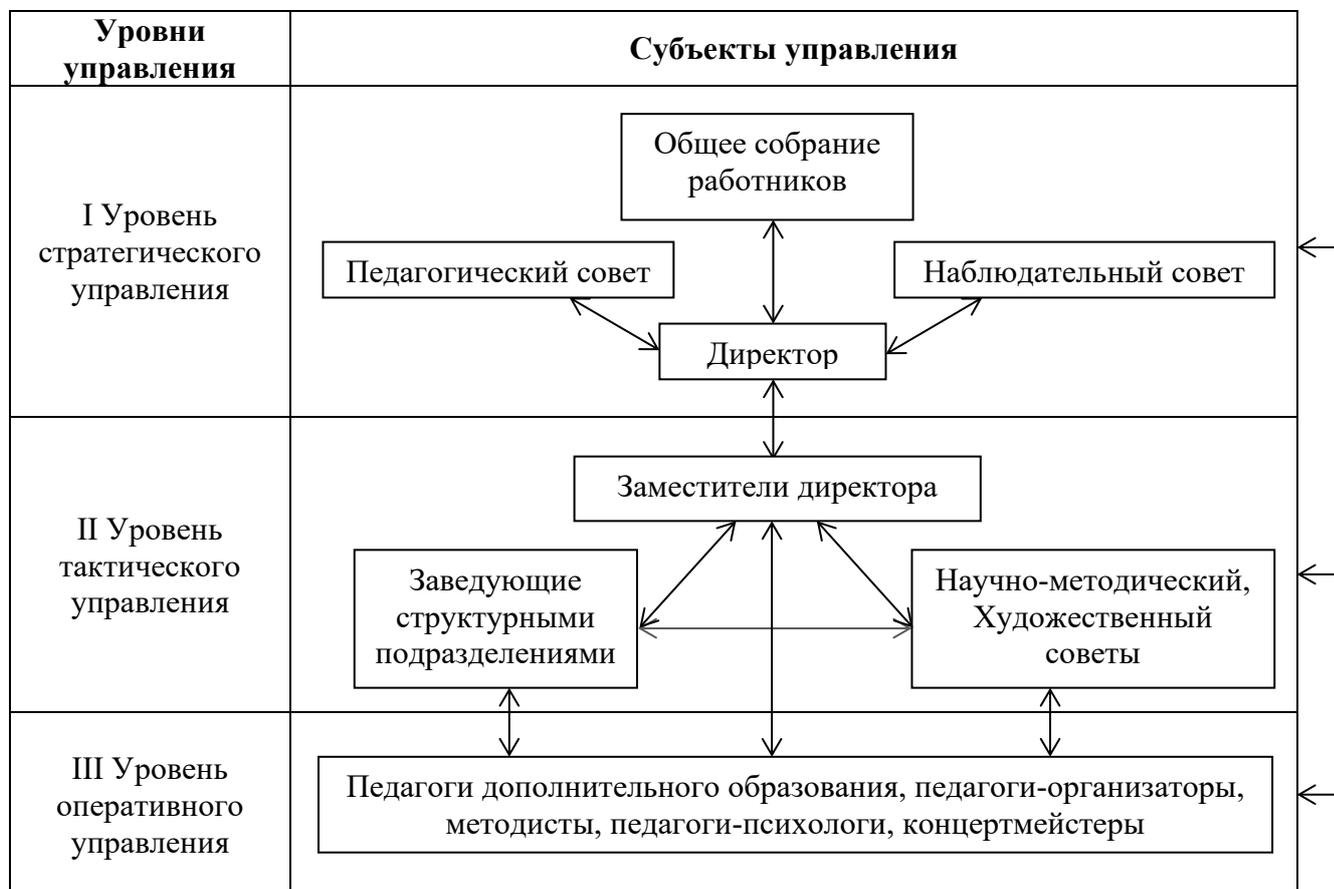 Уровни
управления
Субъекты управления
I Уровень
стратегического
управления
Общее собрание
работников
Педагогический совет
Наблюдательный совет
Директор
II Уровень
тактического
управления
Заместители директора
Заведующие
структурными
подразделениями
Научно-методический,
Художественный
советы
III Уровень
оперативного
управления
Педагоги дополнительного образования, педагоги-организаторы,
методисты, педагоги-психологи, концертмейстеры